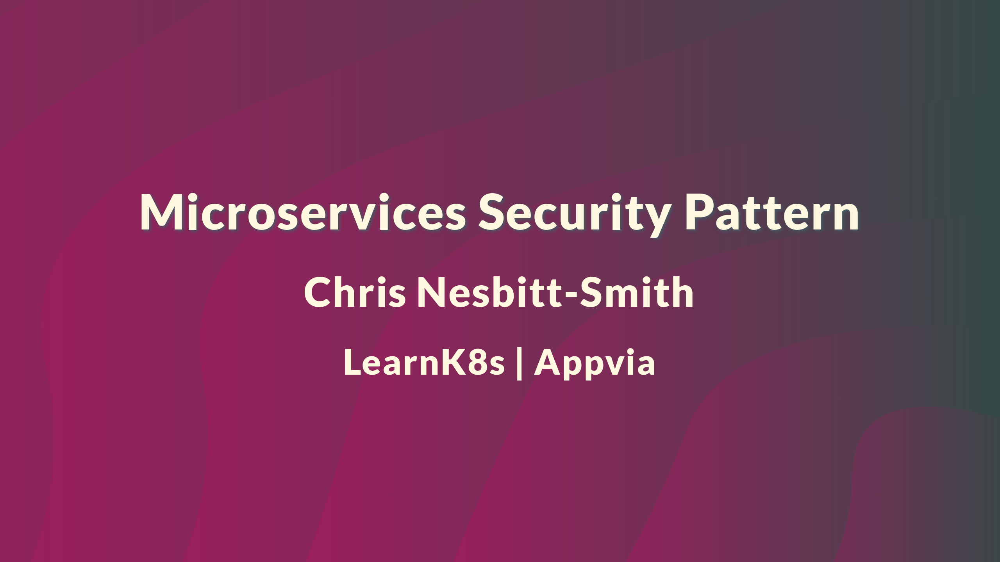 Microservices Security Pattern
Chris Nesbitt-Smith
LearnK8s | Appvia